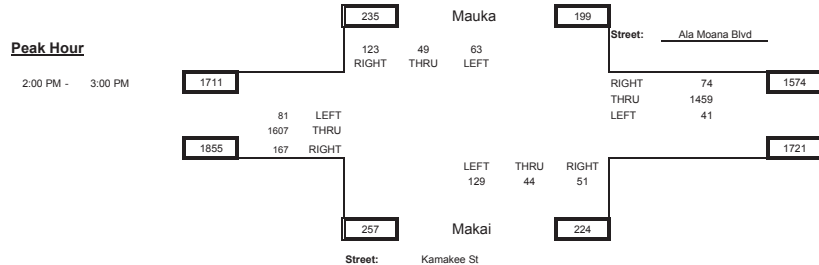 235 Mauka 199
Street: Ala Moana Blvd
Peak Hour
123 49 63
RIGHT THRU LEFT
2:00 PM - 3:00 PM 1711 RIGHT 74 1574
THRU 1459
LEFT 41
81 LEFT
1607 THRU
1855 167 RIGHT 1721
LEFT THRU RIGHT
129 44 51
257 Makai 224
Street: Kamakee St